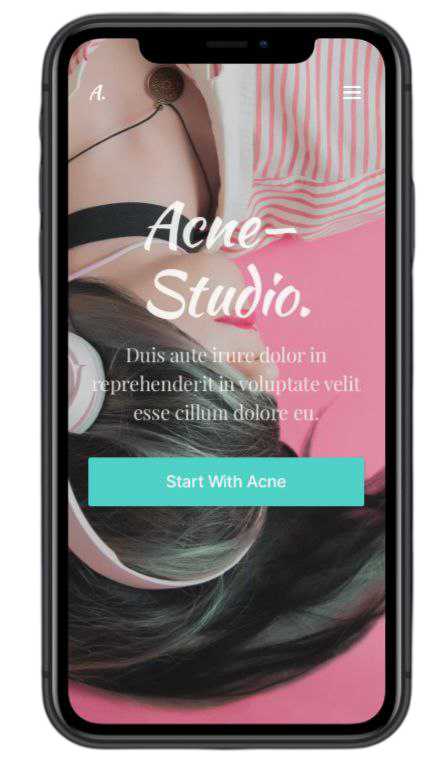 A.
Acne–
Studio.
Duis aute irure dolor in
reprehenderit in voluptate velit
esse cillum dolore eu.
Start With Acne